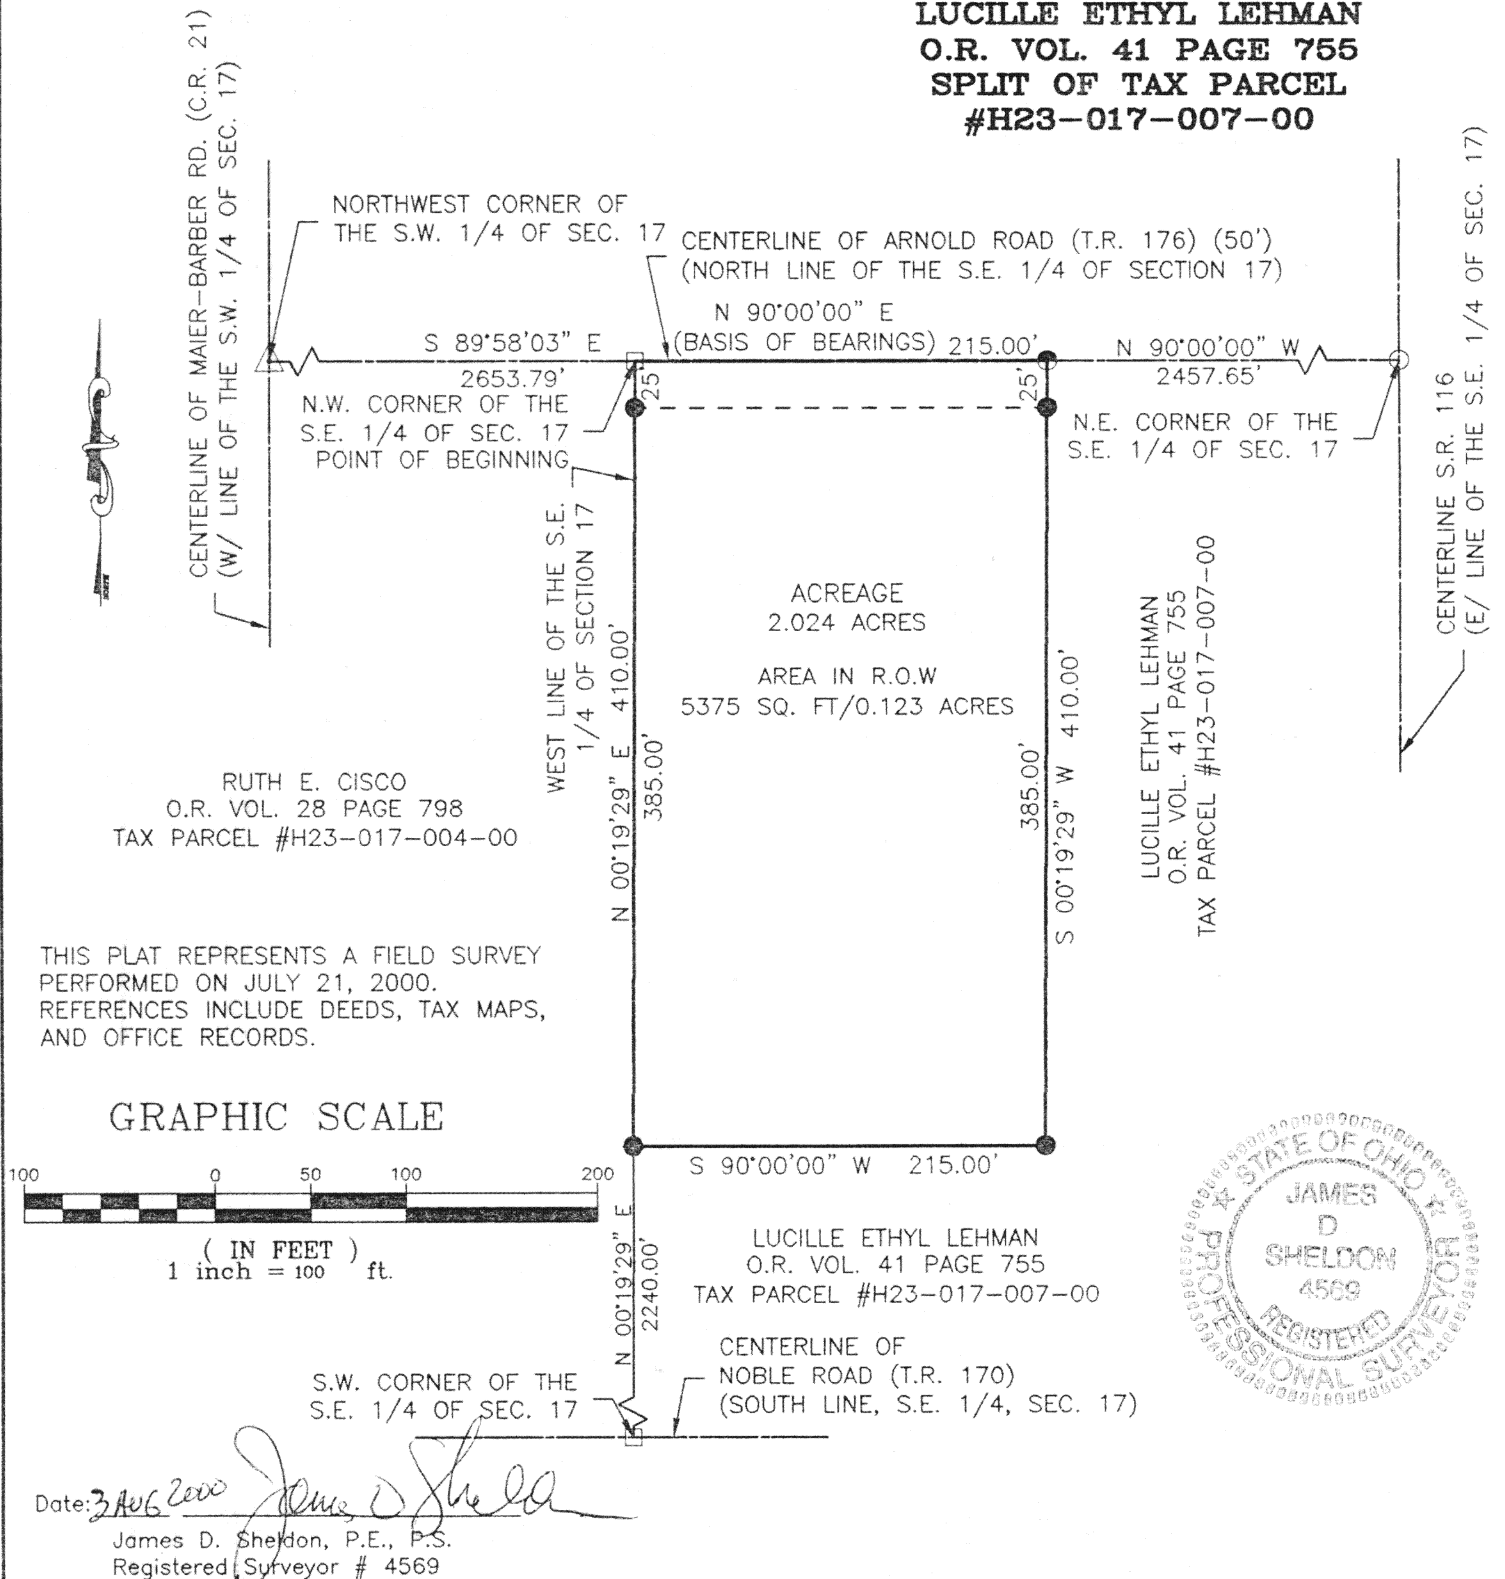 LUCILLE ETHYL LEHMAN
O.R. VOL. 41 PAGE 755
SPLIT OF TAX PARCEL
#H23-017-007-00
CENTERLINE OF MAIER-BARBER RD. (C.R. 21)
(W/ LINE OF THE S.W. 1/4 OF SEC. 17)
NORTHWEST CORNER OF
THE S.W. 1/4 OF SEC. 17
CENTERLINE OF ARNOLD ROAD (T.R. 176) (50')
(NORTH LINE OF THE S.E. 1/4 OF SECTION 17)
N 90°00'00" E
(BASIS OF BEARINGS) 215.00'
S 89°58'03" E
2653.79'
N 90°00'00" W
2457.65'
25'
25'
N.W. CORNER OF THE
S.E. 1/4 OF SEC. 17
POINT OF BEGINNING
N.E. CORNER OF THE
S.E. 1/4 OF SEC. 17
CENTERLINE S.R. 116
(E/ LINE OF THE S.E. 1/4 OF SEC. 17)
WEST LINE OF THE S.E.
1/4 OF SECTION 17
N 00°19'29" E 410.00'
385.00'
ACREAGE
2.024 ACRES
AREA IN R.O.W
5375 SQ. FT/0.123 ACRES
385.00'
S 00°19'29" W 410.00'
LUCILLE ETHYL LEHMAN
O.R. VOL. 41 PAGE 755
TAX PARCEL #H23-017-007-00
RUTH E. CISCO
O.R. VOL. 28 PAGE 798
TAX PARCEL #H23-017-004-00
THIS PLAT REPRESENTS A FIELD SURVEY
PERFORMED ON JULY 21, 2000.
REFERENCES INCLUDE DEEDS, TAX MAPS,
AND OFFICE RECORDS.
GRAPHIC SCALE
100 0 50 100 200
( IN FEET )
1 inch = 100 ft.
S 90°00'00" W 215.00'
N 00°19'29" E
2240.00'
LUCILLE ETHYL LEHMAN
O.R. VOL. 41 PAGE 755
TAX PARCEL #H23-017-007-00
CENTERLINE OF
NOBLE ROAD (T.R. 170)
(SOUTH LINE, S.E. 1/4, SEC. 17)
S.W. CORNER OF THE
S.E. 1/4 OF SEC. 17
STATE OF OHIO
JAMES
D
SHELDON
4569
REGISTERED
PROFESSIONAL SURVEYOR
Date: 3 AUG 2000 James D Sheldon
James D. Sheldon, P.E., P.S.
Registered Surveyor # 4569